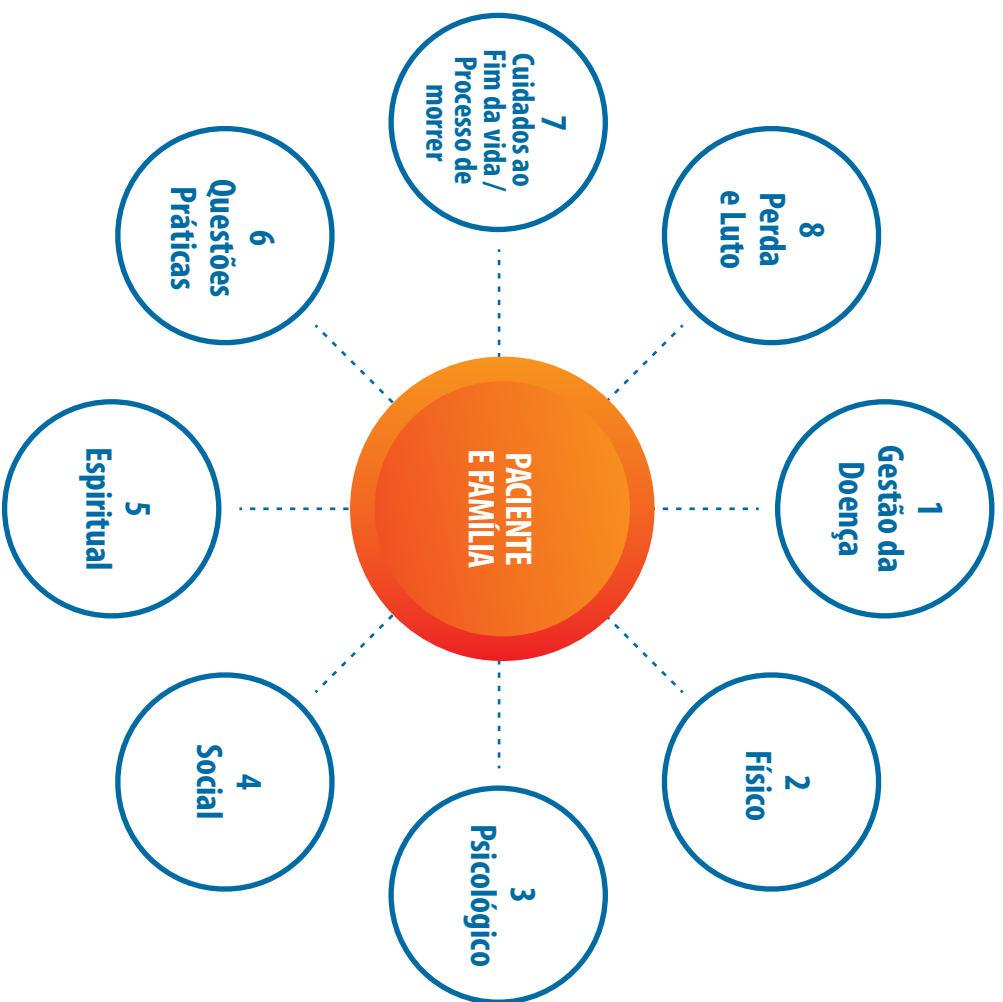 1
Gestão da
Doença
2
Físico
3
Psicológico
4
Social
5
Espiritual
6
Questões
Práticas
7
Cuidados ao
Fim da vida /
Processo de
morrer
8
Perda
e Luto
PACIENTE
E FAMÍLIA